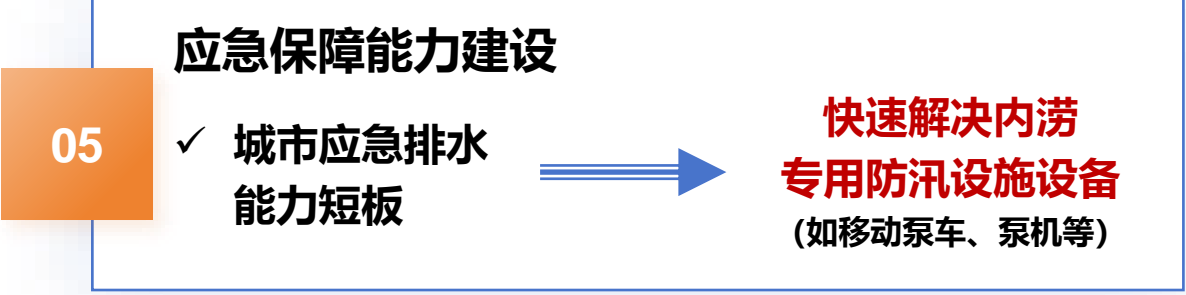 应急保障能力建设
05
✓ 城市应急排水
能力短板
快速解决内涝
专用防汛设施设备
（如移动泵车、泵机等）